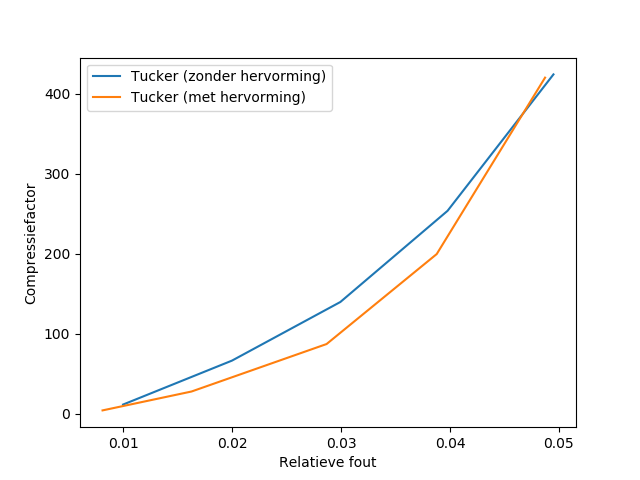 Tucker (zonder hervorming)
Tucker (met hervorming)
Compressiefactor
400
300
200
100
0
0.01 0.02 0.03 0.04 0.05
Relatieve fout